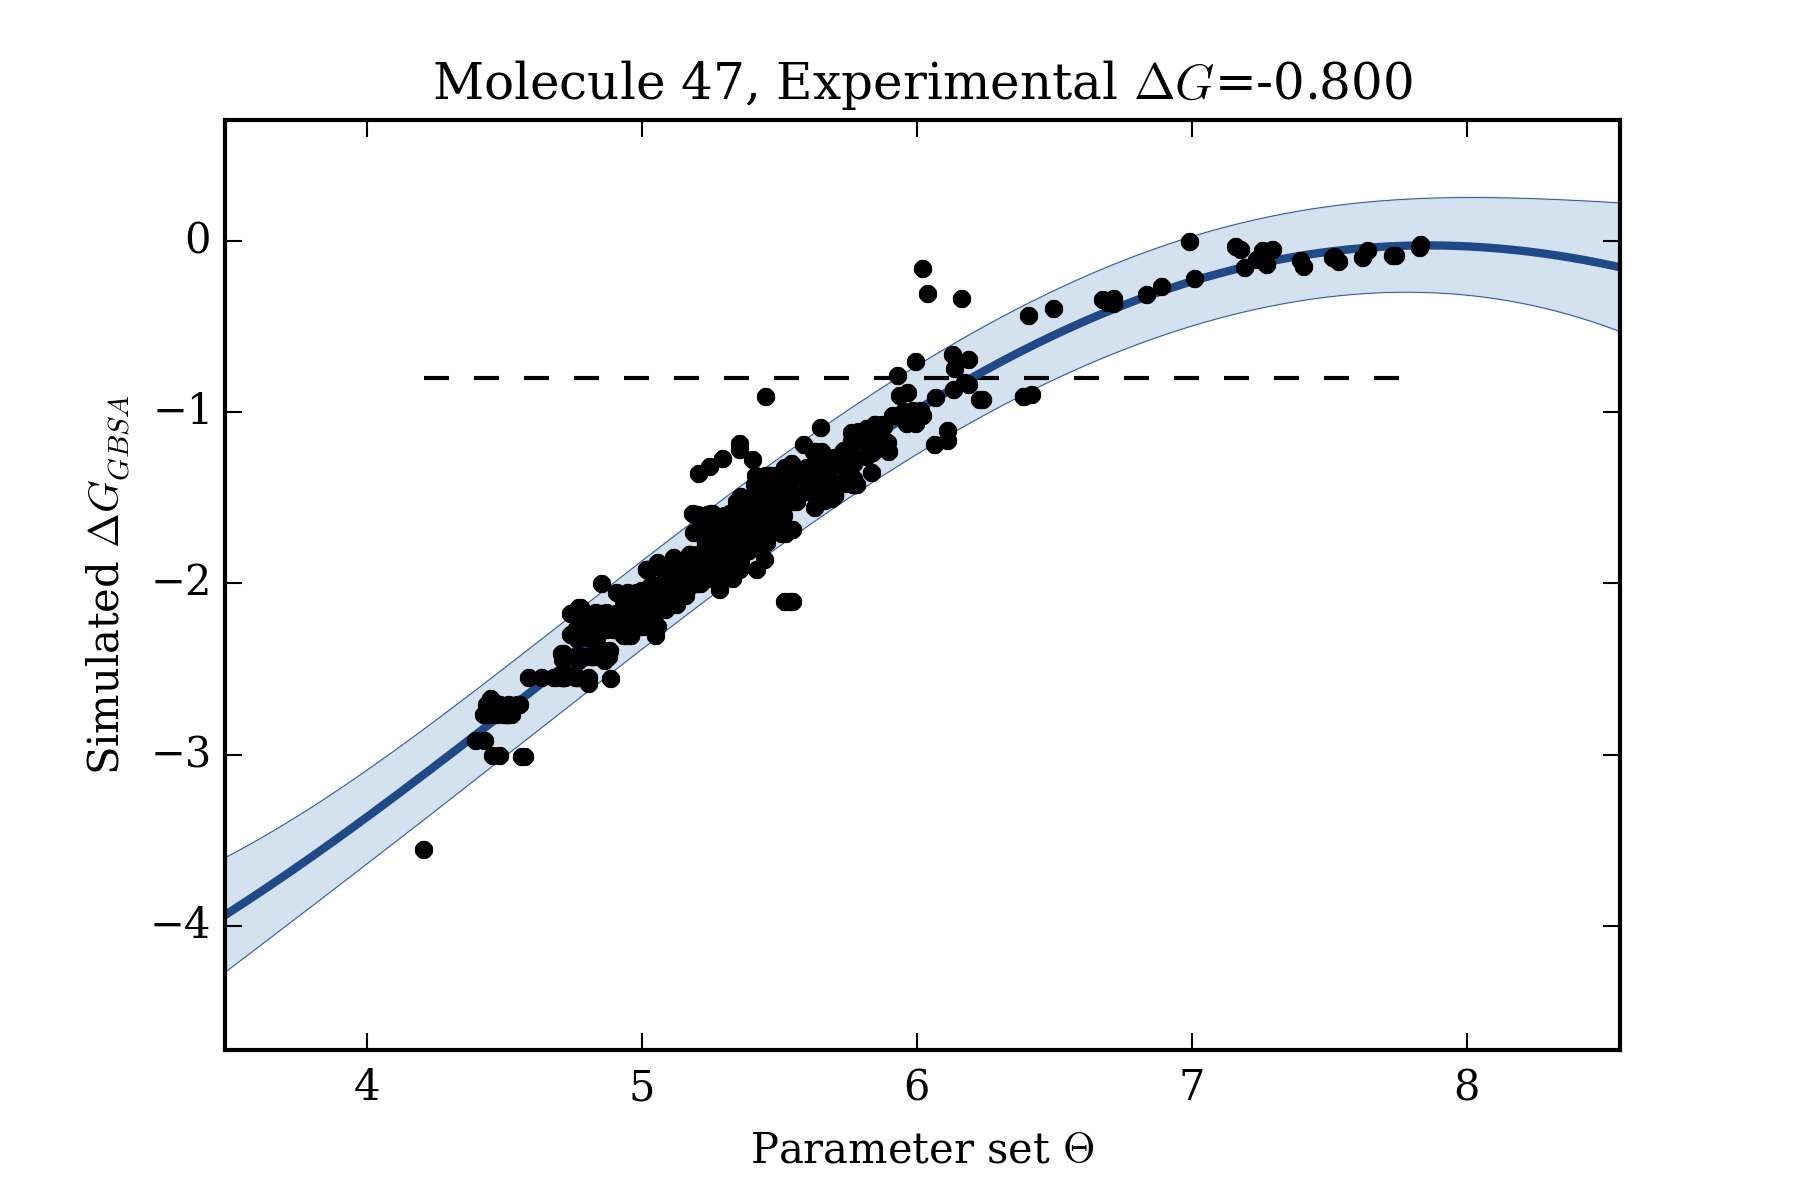 Molecule 47, Experimental ΔG=-0.800
Simulated ΔG_GBSA
0
−1
−2
−3
−4
4 5 6 7 8
Parameter set Θ